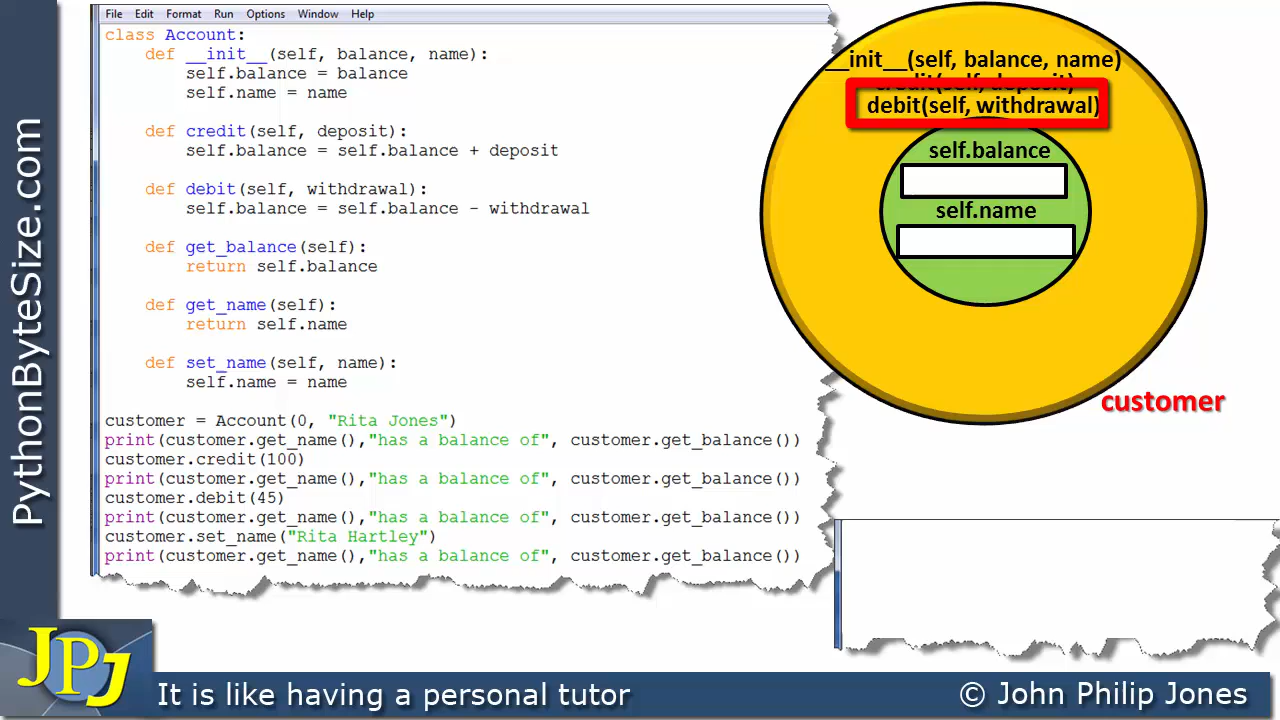 File Edit Format Run Options Window Help
class Account:
    def __init__(self, balance, name):
        self.balance = balance
        self.name = name
    def credit(self, deposit):
        self.balance = self.balance + deposit
    def debit(self, withdrawal):
        self.balance = self.balance - withdrawal
    def get_balance(self):
        return self.balance
    def get_name(self):
        return self.name
    def set_name(self, name):
        self.name = name
customer = Account(0, "Rita Jones")
print(customer.get_name(),"has a balance of", customer.get_balance())
customer.credit(100)
print(customer.get_name(),"has a balance of", customer.get_balance())
customer.debit(45)
print(customer.get_name(),"has a balance of", customer.get_balance())
customer.set_name("Rita Hartley")
print(customer.get_name(),"has a balance of", customer.get_balance())
__init__(self, balance, name)
credit(self, deposit)
debit(self, withdrawal)
self.balance
self.name
customer
PythonByteSize.com
JPJ
It is like having a personal tutor
© John Philip Jones